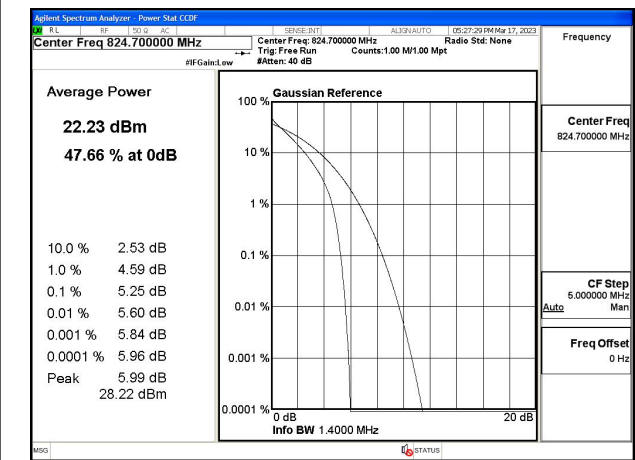 Agilent Spectrum Analyzer - Power Stat CCDF
LXI RL RF 50 Ω AC SENSE:INT ALIGN AUTO 05:27:29 PM Mar 17, 2023
Center Freq 824.700000 MHz
Center Freq: 824.700000 MHz Radio Std: None
Trig: Free Run Counts:1.00 M/1.00 Mpt
#IFGain:Low #Atten: 40 dB
Frequency
Average Power
22.23 dBm
47.66 % at 0dB
10.0 % 2.53 dB
1.0 % 4.59 dB
0.1 % 5.25 dB
0.01 % 5.60 dB
0.001 % 5.84 dB
0.0001 % 5.96 dB
Peak 5.99 dB
28.22 dBm
Gaussian Reference
100 %
10 %
1 %
0.1 %
0.01 %
0.001 %
0.0001 %
0 dB 20 dB
Info BW 1.4000 MHz
Center Freq
824.700000 MHz
CF Step
5.000000 MHz
Auto Man
Freq Offset
0 Hz
MSG STATUS